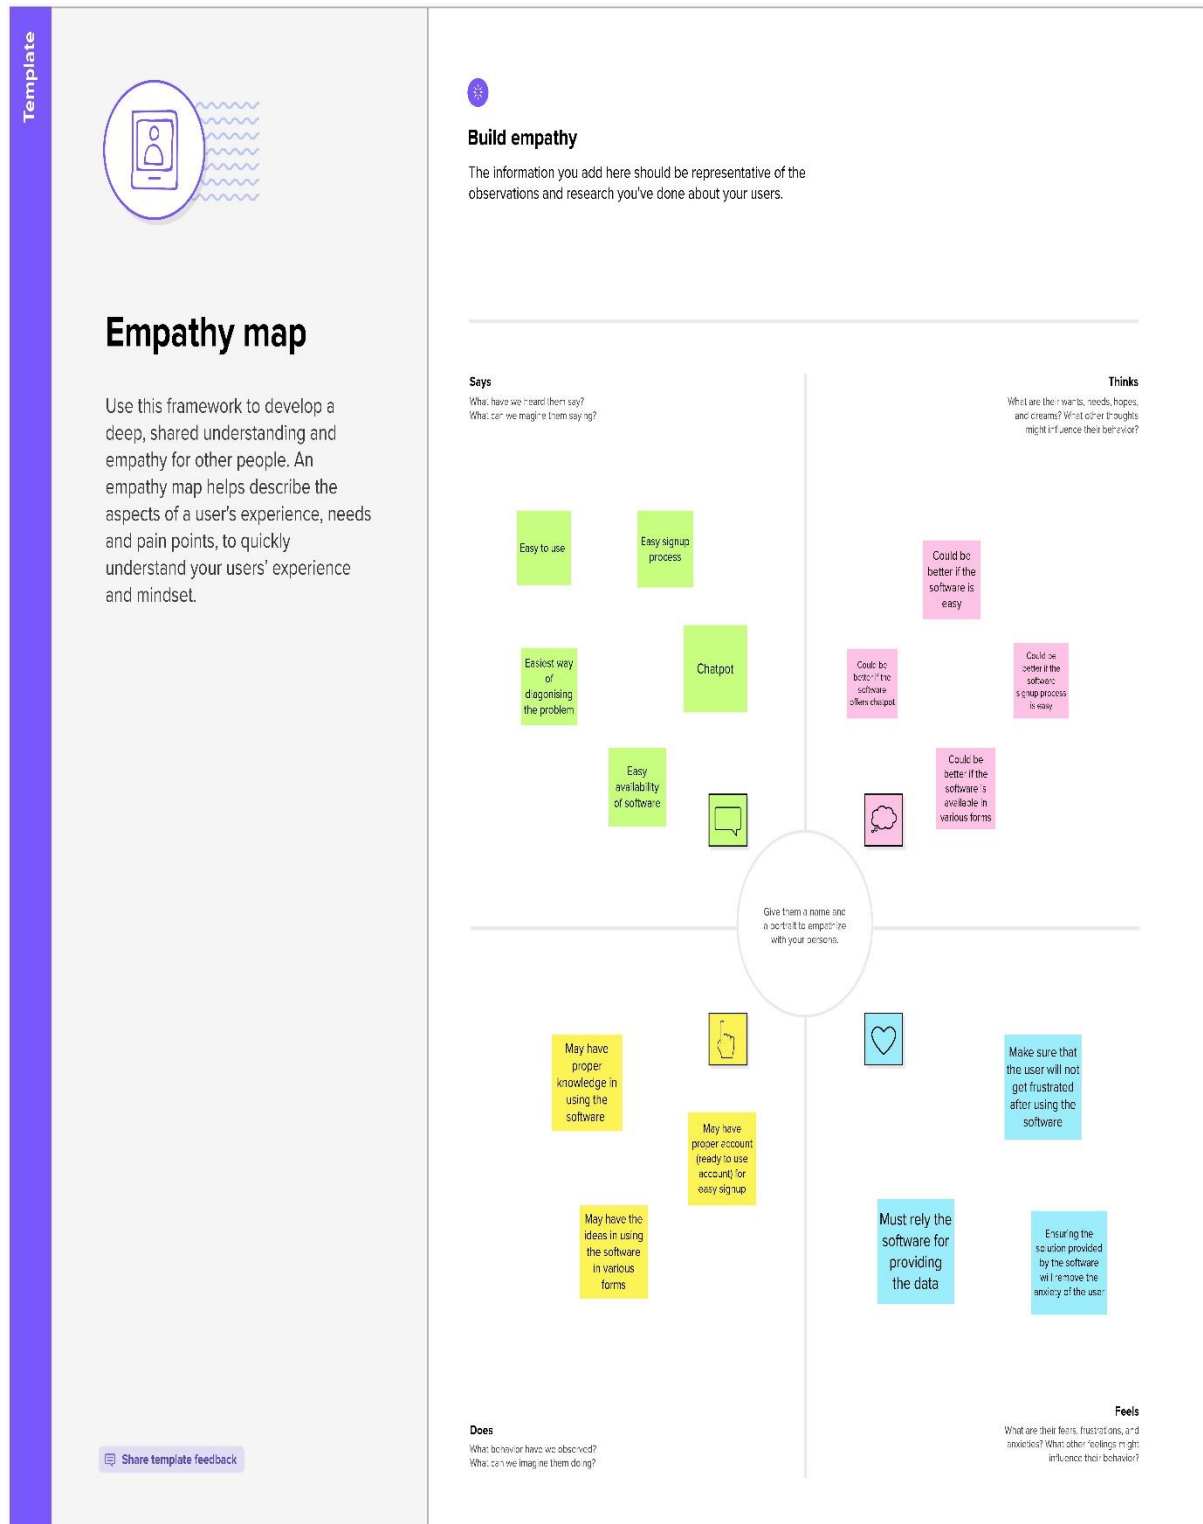 Template
Empathy map
Use this framework to develop a
deep, shared understanding and
empathy for other people. An
empathy map helps describe the
aspects of a user's experience, needs
and pain points, to quickly
understand your users' experience
and mindset.
Share template feedback
Build empathy
The information you add here should be representative of the
observations and research you've done about your users.
Says
What have we heard them say?
What can we magine them saying?
Easy to use
Easy signup
process
Easiest way
of
diagonising
the problem
Chatpot
Easy
availability
of software
Thinks
What are their wants, needs, hopes,
and dreams? What other thoughts
might influence their behavior?
Could be
better if the
software is
easy
Could be
better if the
software
offers chatpot
Could be
better if the
software
signup process
is easy
Could be
better if the
software is
available in
various forms
Give them a name and
a portrait to empathize
with your persona.
May have
proper
knowledge in
using the
software
May have
proper account
(ready to use
account) for
easy signup
May have the
ideas in using
the software
in various
forms
Does
What behavior have we observed?
What can we imagine them doing?
Make sure that
the user will not
get frustrated
after using the
software
Must rely the
software for
providing
the data
Ensuring the
solution provided
by the software
will remove the
anxiety of the user
Feels
What are their fears, frustrations, and
anxieties? What other feelings might
influence their behavior?